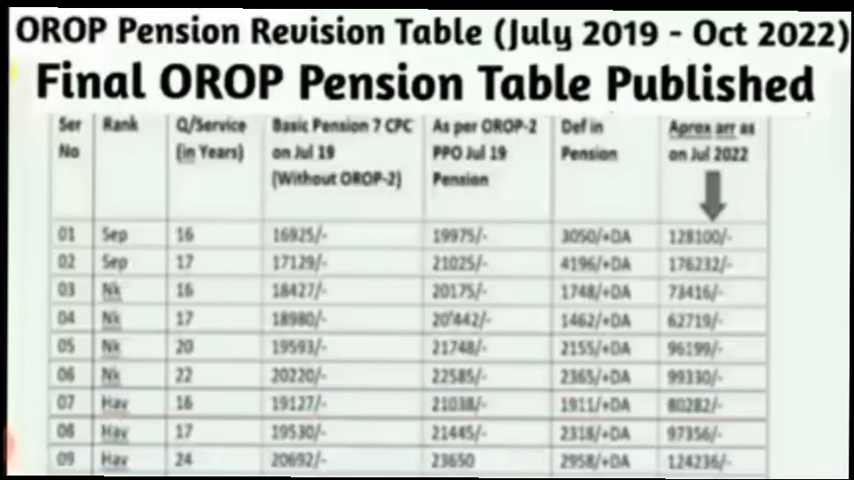 OROP Pension Revision Table (July 2019 - Oct 2022)
Final OROP Pension Table Published
Ser No | Rank | Q/Service (in Years) | Basic Pension 7 CPC on Jul 19 (Without OROP-2) | As per OROP-2 PPO Jul 19 Pension | Def in Pension | Aprox arr as on Jul 2022
01 | Sep | 16 | 16925/- | 19975/- | 3050/+DA | 128100/-
02 | Sep | 17 | 17129/- | 21025/- | 4196/+DA | 176232/-
03 | Nk | 16 | 18427/- | 20175/- | 1748/+DA | 73416/-
04 | Nk | 17 | 18980/- | 20'442/- | 1462/+DA | 62719/-
05 | Nk | 20 | 19593/- | 21748/- | 2155/+DA | 96199/-
06 | Nk | 22 | 20220/- | 22585/- | 2365/+DA | 99330/-
07 | Hav | 16 | 19127/- | 21038/- | 1911/+DA | 80282/-
08 | Hav | 17 | 19530/- | 21445/- | 2318/+DA | 97356/-
09 | Hav | 24 | 20692/- | 23650 | 2958/+DA | 124236/-